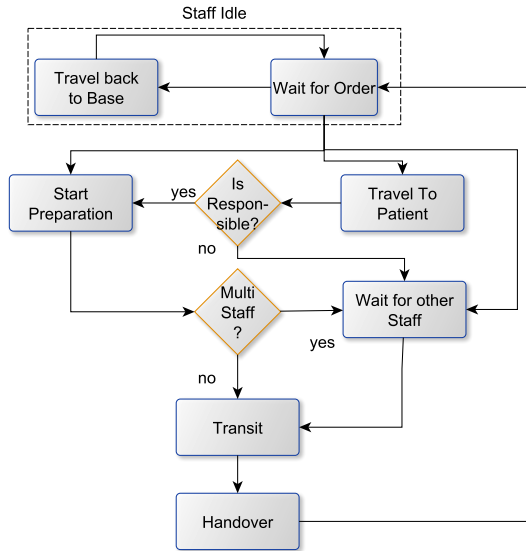 Staff Idle
Travel back
to Base
Wait for Order
Start
Preparation
yes
Is
Respon-
sible?
Travel To
Patient
no
Multi
Staff
?
Wait for other
Staff
yes
no
Transit
Handover